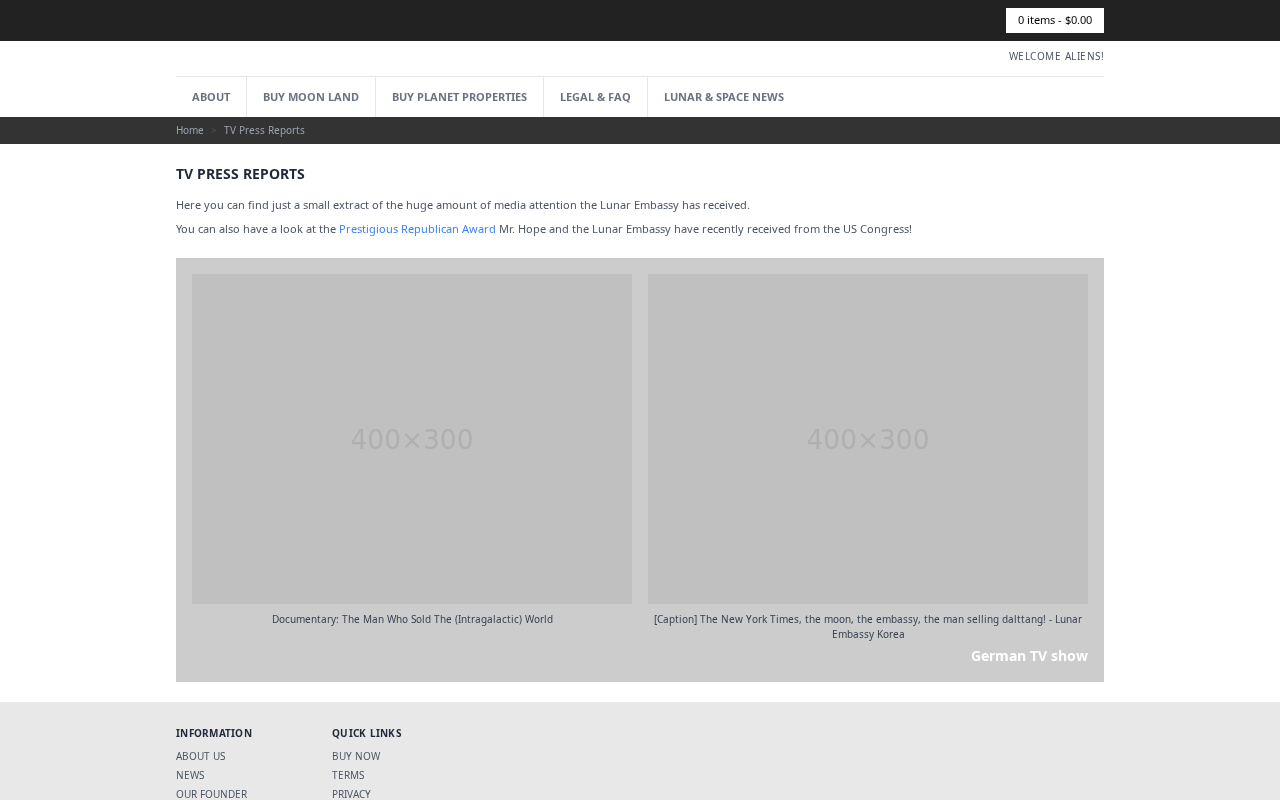 0 items - $0.00
WELCOME ALIENS!
ABOUT
BUY MOON LAND
BUY PLANET PROPERTIES
LEGAL & FAQ
LUNAR & SPACE NEWS
Home > TV Press Reports
TV PRESS REPORTS
Here you can find just a small extract of the huge amount of media attention the Lunar Embassy has received.
You can also have a look at the Prestigious Republican Award Mr. Hope and the Lunar Embassy have recently received from the US Congress!
400×300
400×300
Documentary: The Man Who Sold The (Intragalactic) World
[Caption] The New York Times, the moon, the embassy, the man selling dalttang! - Lunar
Embassy Korea
German TV show
INFORMATION
ABOUT US
NEWS
OUR FOUNDER
QUICK LINKS
BUY NOW
TERMS
PRIVACY